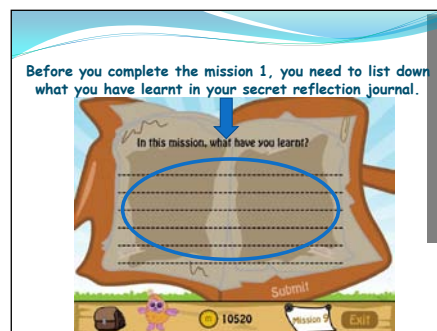 Before you complete the mission 1, you need to list down
what you have learnt in your secret reflection journal.
In this mission, what have you learnt?
Submit
10520
Mission 9
Exit